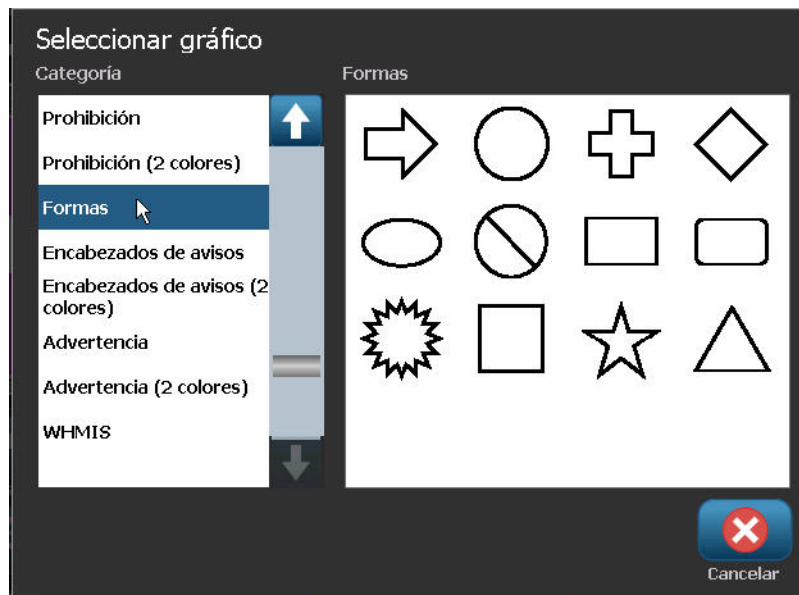 Seleccionar gráfico
Categoría
Formas
Prohibición
Prohibición (2 colores)
Formas
Encabezados de avisos
Encabezados de avisos (2
colores)
Advertencia
Advertencia (2 colores)
WHMIS
Cancelar